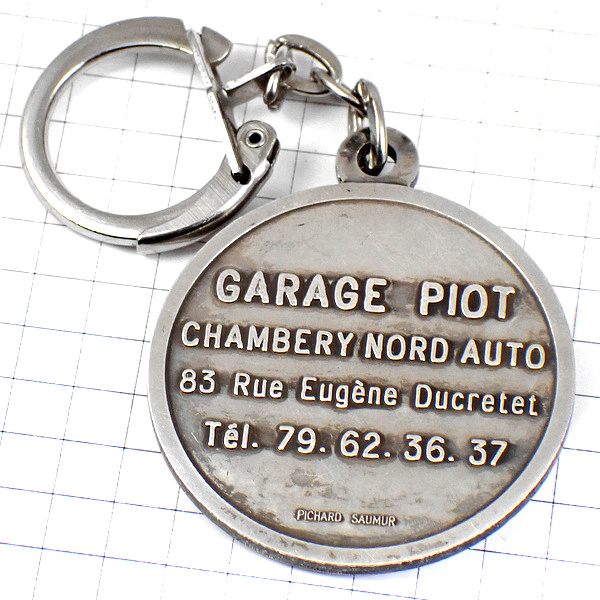 GARAGE PIOT
CHAMBERY NORD AUTO
83 Rue Eugène Ducretet
Tél. 79.62.36.37
PICHARD SAUMUR